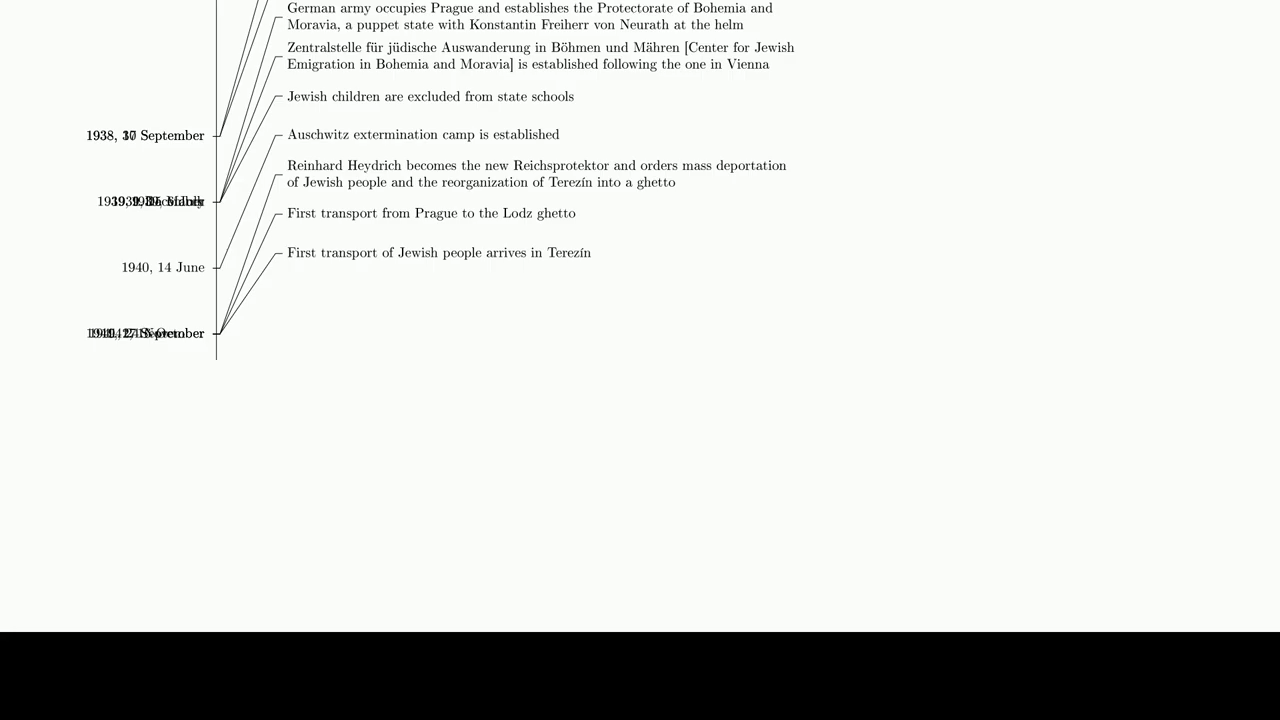 German army occupies Prague and establishes the Protectorate of Bohemia and
Moravia, a puppet state with Konstantin Freiherr von Neurath at the helm
Zentralstelle für jüdische Auswanderung in Böhmen und Mähren [Center for Jewish
Emigration in Bohemia and Moravia] is established following the one in Vienna
Jewish children are excluded from state schools
1938, September
Auschwitz extermination camp is established
Reinhard Heydrich becomes the new Reichsprotektor and orders mass deportation
of Jewish people and the reorganization of Terezín into a ghetto
First transport from Prague to the Lodz ghetto
First transport of Jewish people arrives in Terezín
1940, 14 June